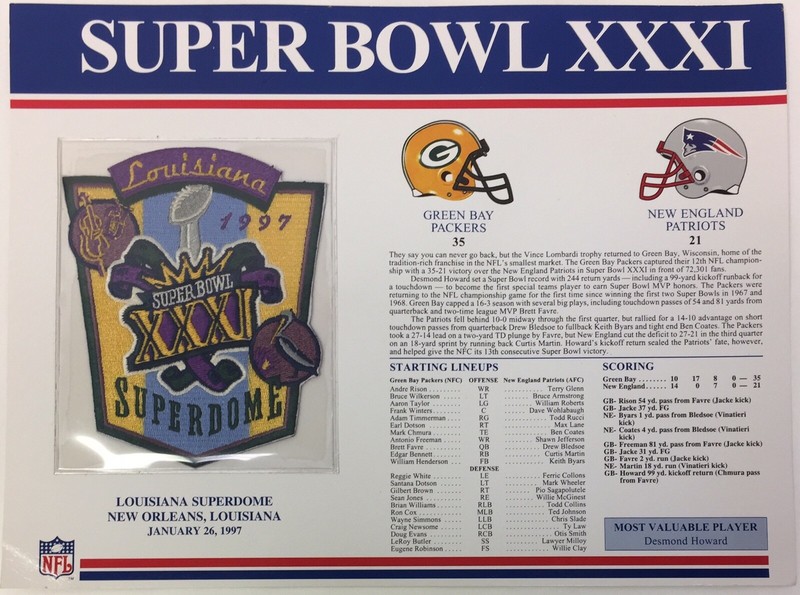 SUPER BOWL XXXI
Louisiana
1997
SUPER BOWL
XXXI
SUPERDOME
LOUISIANA SUPERDOME
NEW ORLEANS, LOUISIANA
JANUARY 26, 1997
NFL
G
GREEN BAY
PACKERS
35
NEW ENGLAND
PATRIOTS
21
They say you can never go back, but the Vince Lombardi trophy returned to Green Bay, Wisconsin, home of the
tradition-rich franchise in the NFL's smallest market. The Green Bay Packers captured their 12th NFL champion-
ship with a 35-21 victory over the New England Patriots in Super Bowl XXXI in front of 72,301 fans.
Desmond Howard set a Super Bowl record with 244 return yards — including a 99-yard kickoff runback for
a touchdown — to become the first special teams player to earn Super Bowl MVP honors. The Packers were
returning to the NFL championship game for the first time since winning the first two Super Bowls in 1967 and
1968. Green Bay capped a 16-3 season with several big plays, including touchdown passes of 54 and 81 yards from
quarterback and two-time league MVP Brett Favre.
The Patriots fell behind 10-0 midway through the first quarter, but rallied for a 14-10 advantage on short
touchdown passes from quarterback Drew Bledsoe to fullback Keith Byars and tight end Ben Coates. The Packers
took a 27-14 lead on a two-yard TD plunge by Favre, but New England cut the deficit to 27-21 in the third quarter
on an 18-yard sprint by running back Curtis Martin. Howard's kickoff return sealed the Patriots' fate, however,
and helped give the NFC its 13th consecutive Super Bowl victory.
STARTING LINEUPS
Green Bay Packers (NFC) OFFENSE New England Patriots (AFC)
Andre Rison WR Terry Glenn
Bruce Wilkerson LT Bruce Armstrong
Aaron Taylor LG William Roberts
Frank Winters C Dave Wohlabaugh
Adam Timmerman RG Todd Rucci
Earl Dotson RT Max Lane
Mark Chmura TE Ben Coates
Antonio Freeman WR Shawn Jefferson
Brett Favre QB Drew Bledsoe
Edgar Bennett RB Curtis Martin
William Henderson FB Keith Byars
DEFENSE
Reggie White LE Ferric Collons
Santana Dotson LT Mark Wheeler
Gilbert Brown RT Pio Sagapolutele
Sean Jones RE Willie McGinest
Brian Williams RLB Todd Collins
Ron Cox MLB Ted Johnson
Wayne Simmons LLB Chris Slade
Craig Newsome LCB Ty Law
Doug Evans RCB Otis Smith
LeRoy Butler SS Lawyer Milloy
Eugene Robinson FS Willie Clay
SCORING
Green Bay 10 17 8 0 — 35
New England 14 0 7 0 — 21
GB- Rison 54 yd. pass from Favre (Jacke kick)
GB- Jacke 37 yd. FG
NE- Byars 1 yd. pass from Bledsoe (Vinatieri
kick)
NE- Coates 4 yd. pass from Bledsoe (Vinatieri
kick)
GB- Freeman 81 yd. pass from Favre (Jacke kick)
GB- Jacke 31 yd. FG
GB- Favre 2 yd. run (Jacke kick)
NE- Martin 18 yd. run (Vinatieri kick)
GB- Howard 99 yd. kickoff return (Chmura pass
from Favre)
MOST VALUABLE PLAYER
Desmond Howard